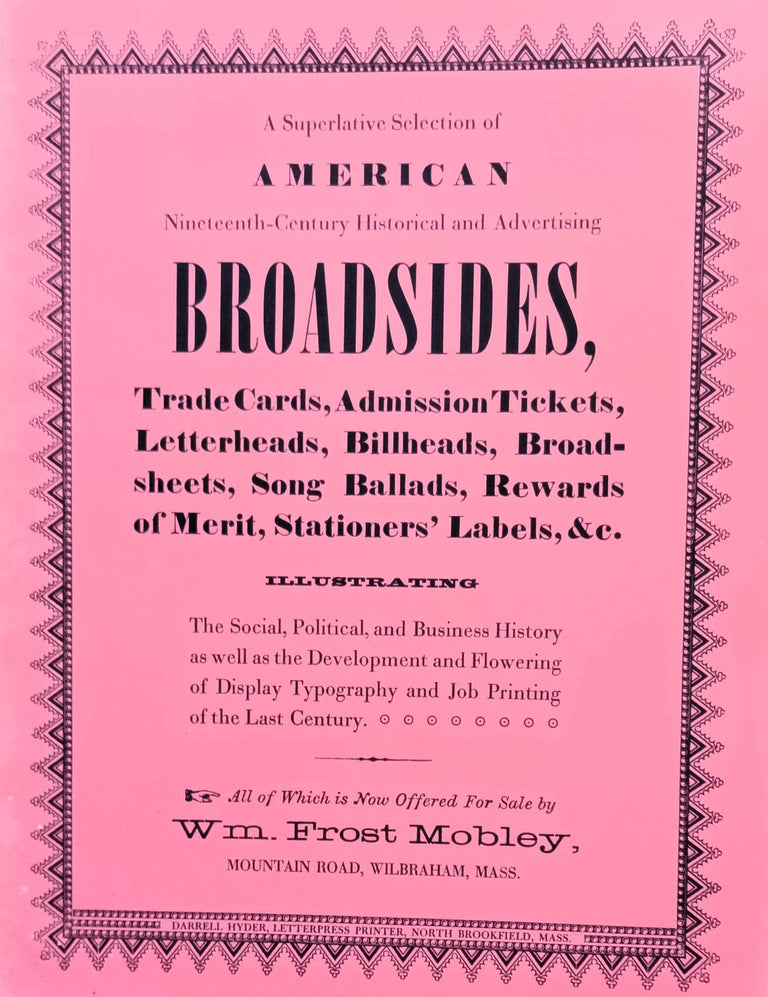 A Superlative Selection of
AMERICAN
Nineteenth-Century Historical and Advertising
BROADSIDES,
Trade Cards, Admission Tickets,
Letterheads, Billheads, Broad-
sheets, Song Ballads, Rewards
of Merit, Stationers' Labels, &c.
ILLUSTRATING
The Social, Political, and Business History
as well as the Development and Flowering
of Display Typography and Job Printing
of the Last Century.
All of Which is Now Offered For Sale by
Wm. Frost Mobley,
MOUNTAIN ROAD, WILBRAHAM, MASS.
DARRELL HYDER, LETTERPRESS PRINTER, NORTH BROOKFIELD, MASS.